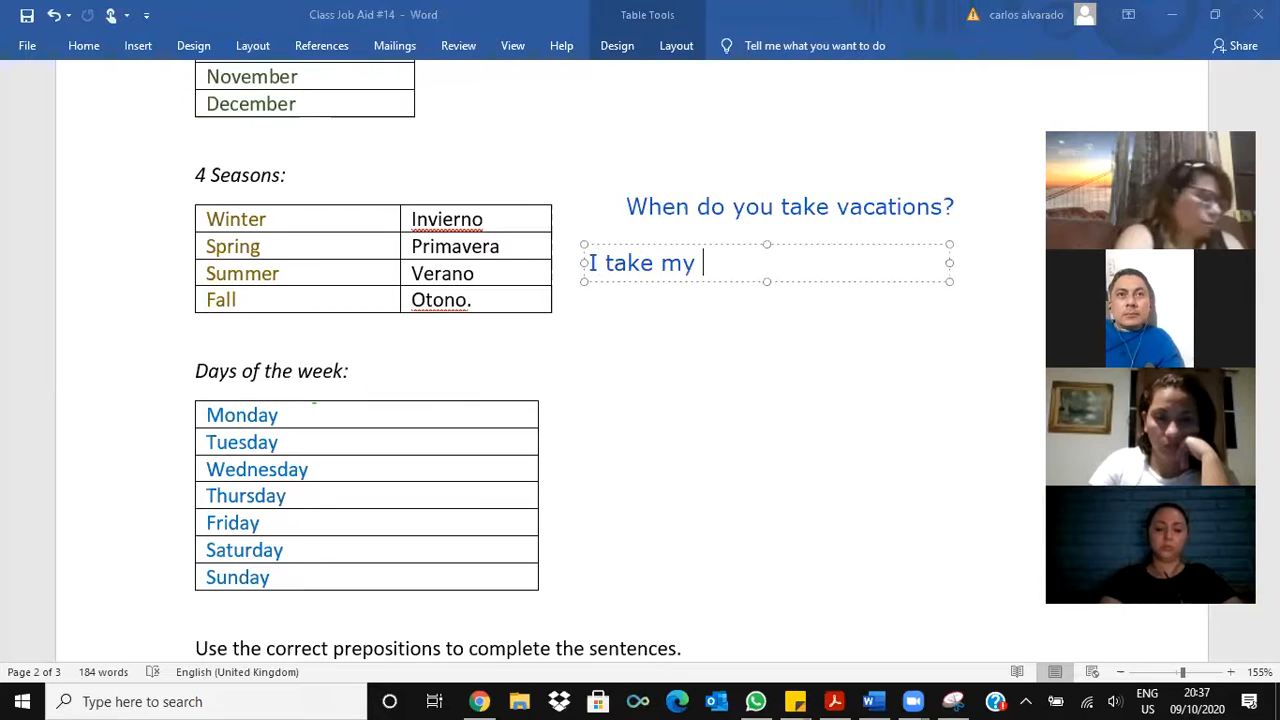 Class Job Aid #14 - Word
Table Tools
carlos alvarado
File Home Insert Design Layout References Mailings Review View Help Design Layout Tell me what you want to do Share
November
December
4 Seasons:
Winter Invierno
Spring Primavera
Summer Verano
Fall Otono.
When do you take vacations?
I take my
Days of the week:
Monday
Tuesday
Wednesday
Thursday
Friday
Saturday
Sunday
Use the correct prepositions to complete the sentences.
Page 2 of 3 184 words English (United Kingdom) 155%
Type here to search
ENG
US
20:37
09/10/2020